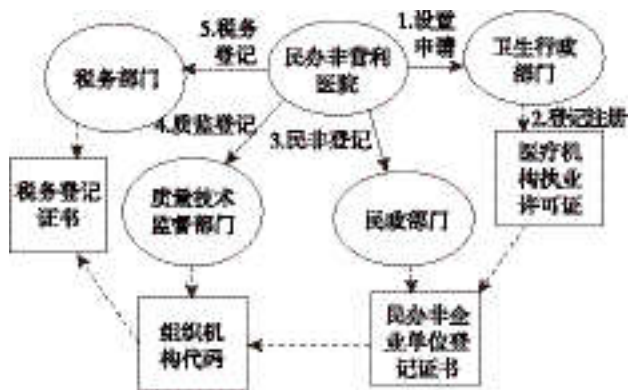 5.税务
登记
1.设置
申请
税务部门
民办非营利
医院
卫生行政
部门
4.质监登记
3.民非登记
2.登记注册
税务登记
证书
质量技术
监督部门
民政部门
医疗机
构执业
许可证
组织机
构代码
民办非企
业单位登
记证书